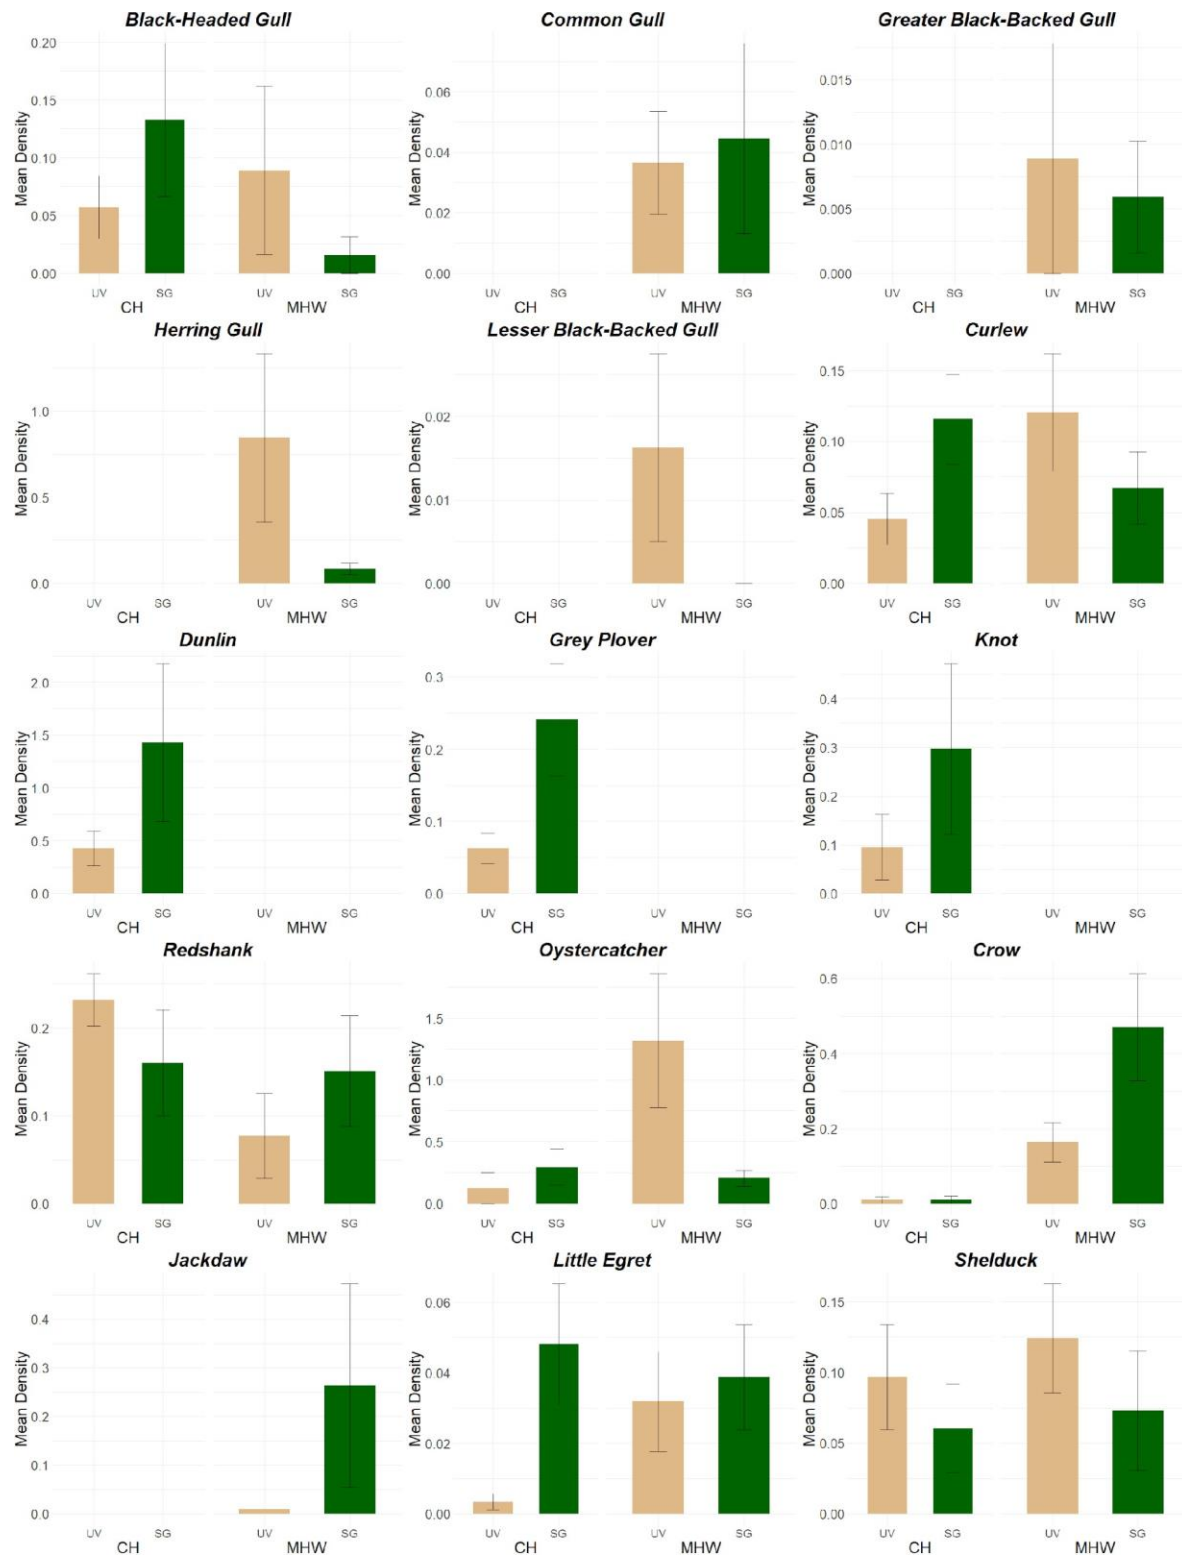 Black-Headed Gull
Mean Density
0.20
0.15
0.10
0.05
0.00
UV SG UV SG
CH MHW
Common Gull
Mean Density
0.06
0.04
0.02
0.00
UV SG UV SG
CH MHW
Greater Black-Backed Gull
Mean Density
0.015
0.010
0.005
0.000
UV SG UV SG
CH MHW
Herring Gull
Mean Density
1.0
0.5
0.0
UV SG UV SG
CH MHW
Lesser Black-Backed Gull
Mean Density
0.02
0.01
0.00
UV SG UV SG
CH MHW
Curlew
Mean Density
0.15
0.10
0.05
0.00
UV SG UV SG
CH MHW
Dunlin
Mean Density
2.0
1.5
1.0
0.5
0.0
UV SG UV SG
CH MHW
Grey Plover
Mean Density
0.3
0.2
0.1
0.0
UV SG UV SG
CH MHW
Knot
Mean Density
0.4
0.3
0.2
0.1
0.0
UV SG UV SG
CH MHW
Redshank
Mean Density
0.2
0.1
0.0
UV SG UV SG
CH MHW
Oystercatcher
Mean Density
1.5
1.0
0.5
0.0
UV SG UV SG
CH MHW
Crow
Mean Density
0.6
0.4
0.2
0.0
UV SG UV SG
CH MHW
Jackdaw
Mean Density
0.4
0.3
0.2
0.1
0.0
UV SG UV SG
CH MHW
Little Egret
Mean Density
0.06
0.04
0.02
0.00
UV SG UV SG
CH MHW
Shelduck
Mean Density
0.15
0.10
0.05
0.00
UV SG UV SG
CH MHW